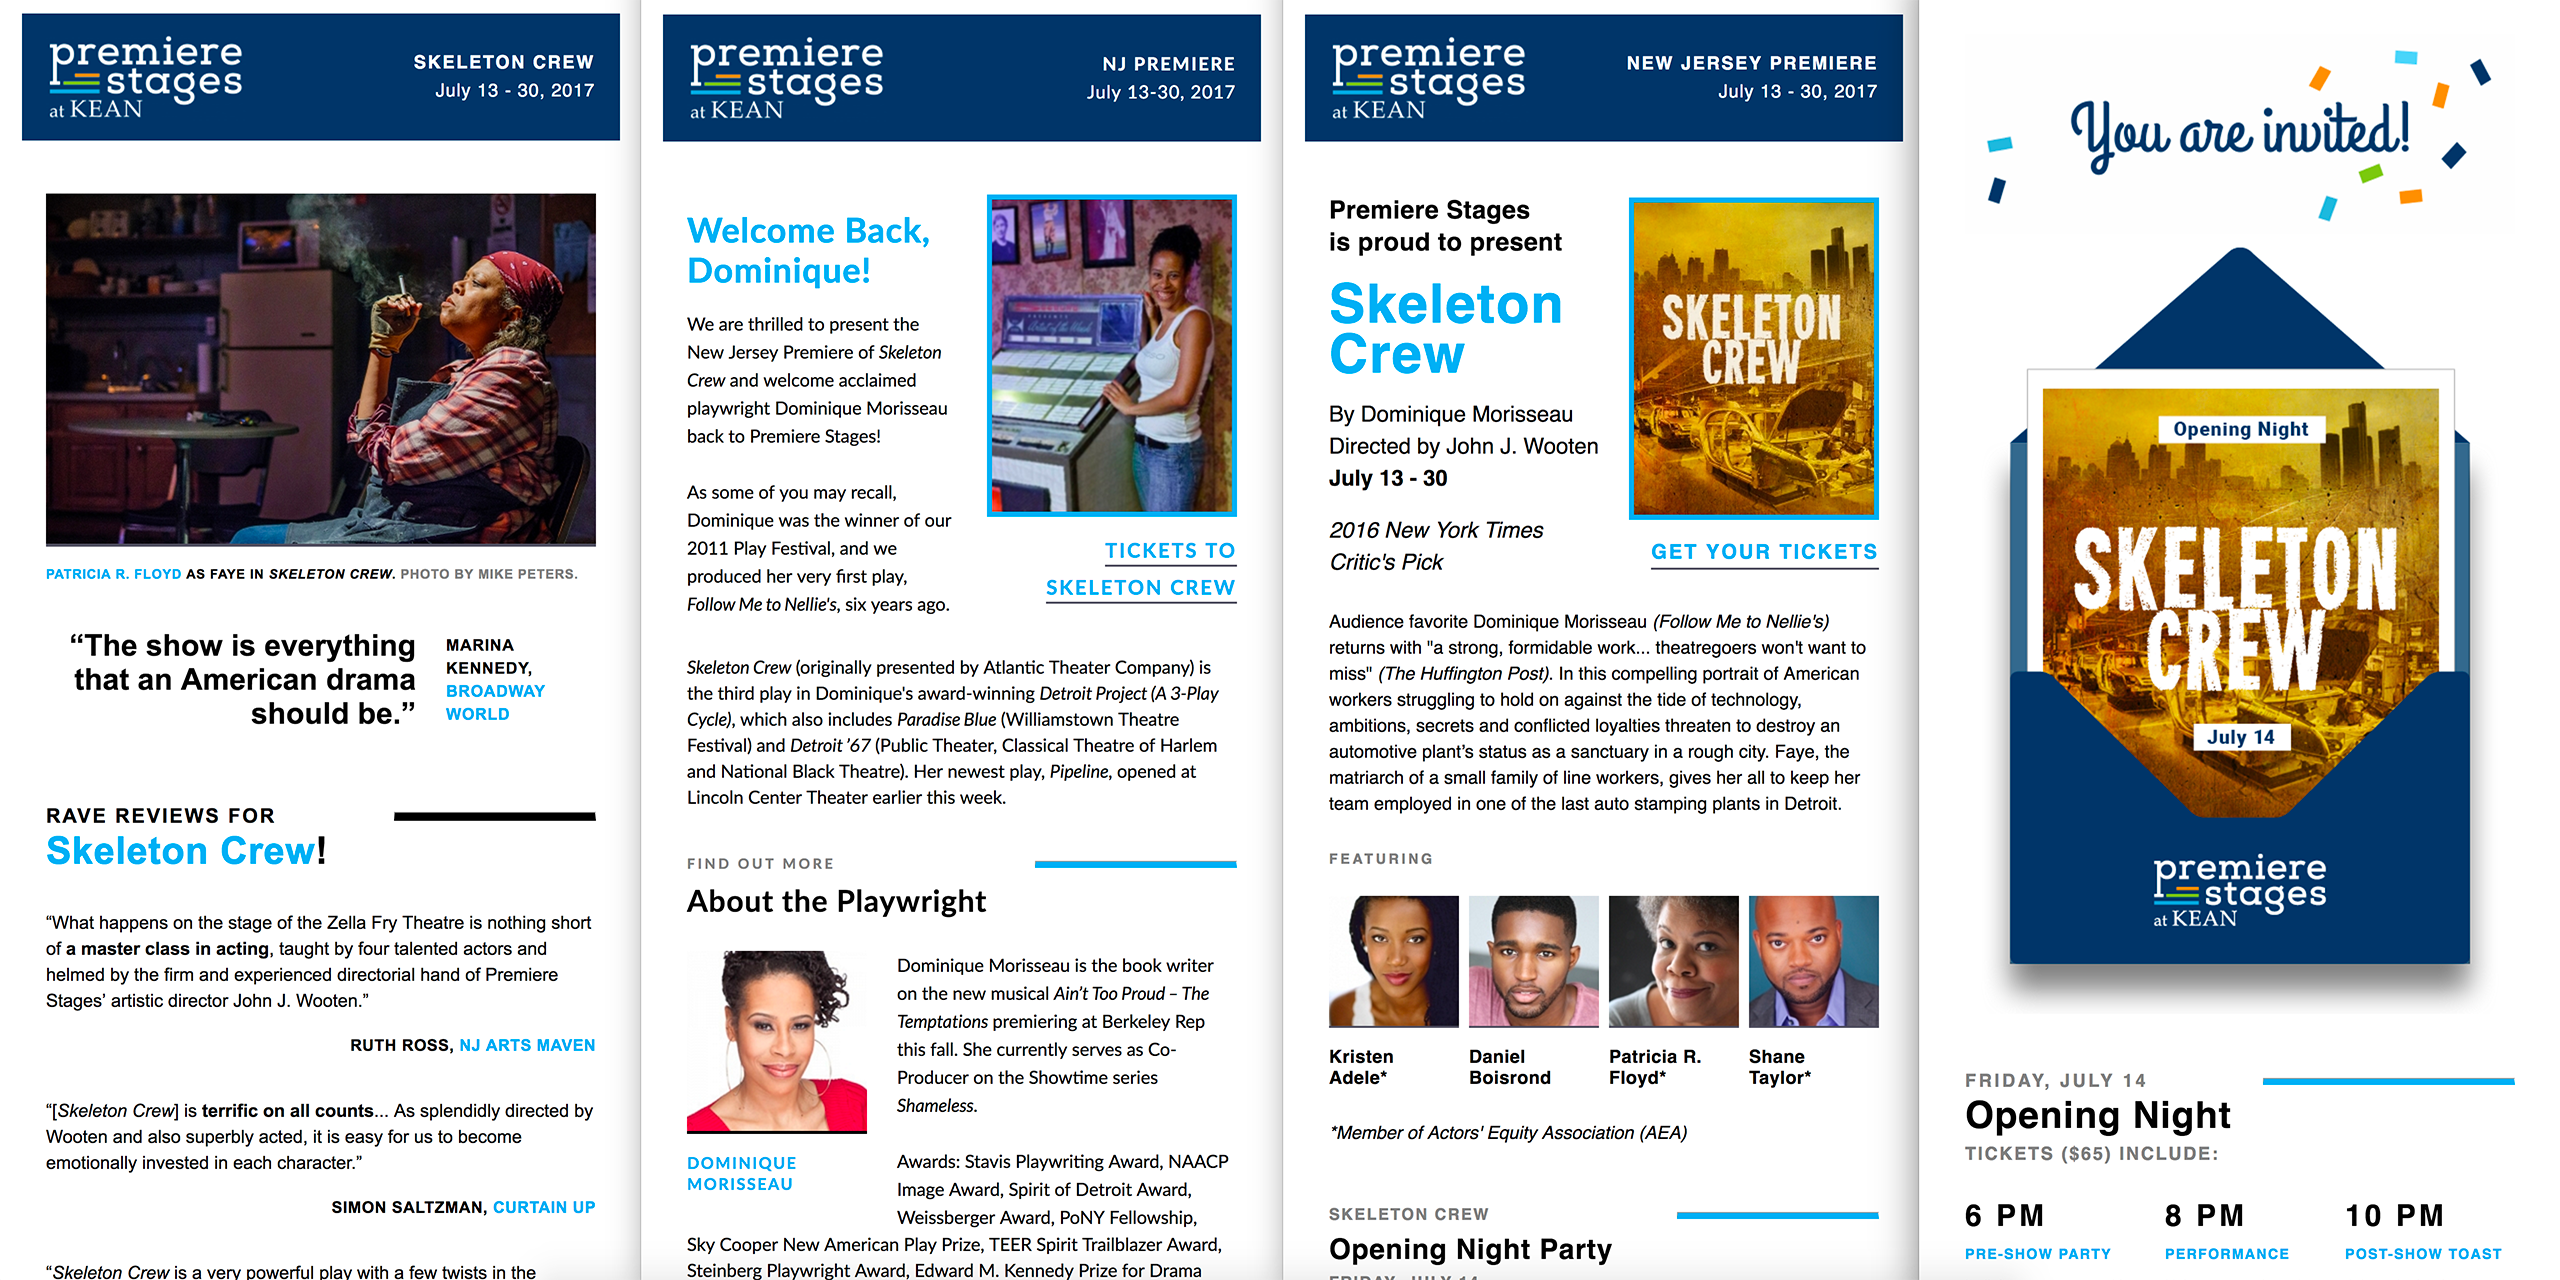 premiere
stages
at KEAN
SKELETON CREW
July 13 - 30, 2017
PATRICIA R. FLOYD AS FAYE IN SKELETON CREW. PHOTO BY MIKE PETERS.
“The show is everything
that an American drama
should be.”
MARINA
KENNEDY,
BROADWAY
WORLD
RAVE REVIEWS FOR
Skeleton Crew!
“What happens on the stage of the Zella Fry Theatre is nothing short
of a master class in acting, taught by four talented actors and
helmed by the firm and experienced directorial hand of Premiere
Stages’ artistic director John J. Wooten.”
RUTH ROSS, NJ ARTS MAVEN
“[Skeleton Crew] is terrific on all counts... As splendidly directed by
Wooten and also superbly acted, it is easy for us to become
emotionally invested in each character.”
SIMON SALTZMAN, CURTAIN UP
“Skeleton Crew is a very powerful play with a few twists in the
premiere
stages
at KEAN
NJ PREMIERE
July 13-30, 2017
Welcome Back,
Dominique!
We are thrilled to present the
New Jersey Premiere of Skeleton
Crew and welcome acclaimed
playwright Dominique Morisseau
back to Premiere Stages!
As some of you may recall,
Dominique was the winner of our
2011 Play Festival, and we
produced her very first play,
Follow Me to Nellie's, six years ago.
TICKETS TO
SKELETON CREW
Skeleton Crew (originally presented by Atlantic Theater Company) is
the third play in Dominique's award-winning Detroit Project (A 3-Play
Cycle), which also includes Paradise Blue (Williamstown Theatre
Festival) and Detroit ’67 (Public Theater, Classical Theatre of Harlem
and National Black Theatre). Her newest play, Pipeline, opened at
Lincoln Center Theater earlier this week.
FIND OUT MORE
About the Playwright
DOMINIQUE
MORISSEAU
Dominique Morisseau is the book writer
on the new musical Ain’t Too Proud – The
Temptations premiering at Berkeley Rep
this fall. She currently serves as Co-
Producer on the Showtime series
Shameless.
Awards: Stavis Playwriting Award, NAACP
Image Award, Spirit of Detroit Award,
Weissberger Award, PoNY Fellowship,
Sky Cooper New American Play Prize, TEER Spirit Trailblazer Award,
Steinberg Playwright Award, Edward M. Kennedy Prize for Drama
premiere
stages
at KEAN
NEW JERSEY PREMIERE
July 13 - 30, 2017
Premiere Stages
is proud to present
Skeleton
Crew
By Dominique Morisseau
Directed by John J. Wooten
July 13 - 30
2016 New York Times
Critic's Pick
SKELETON
CREW
GET YOUR TICKETS
Audience favorite Dominique Morisseau (Follow Me to Nellie's)
returns with "a strong, formidable work... theatregoers won't want to
miss" (The Huffington Post). In this compelling portrait of American
workers struggling to hold on against the tide of technology,
ambitions, secrets and conflicted loyalties threaten to destroy an
automotive plant’s status as a sanctuary in a rough city. Faye, the
matriarch of a small family of line workers, gives her all to keep her
team employed in one of the last auto stamping plants in Detroit.
FEATURING
Kristen
Adele*
Daniel
Boisrond
Patricia R.
Floyd*
Shane
Taylor*
*Member of Actors' Equity Association (AEA)
SKELETON CREW
Opening Night Party
FRIDAY, JULY 14
You are invited!
Opening Night
SKELETON
CREW
July 14
premiere
stages
at KEAN
FRIDAY, JULY 14
Opening Night
TICKETS ($65) INCLUDE:
6 PM
PRE-SHOW PARTY
8 PM
PERFORMANCE
10 PM
POST-SHOW TOAST